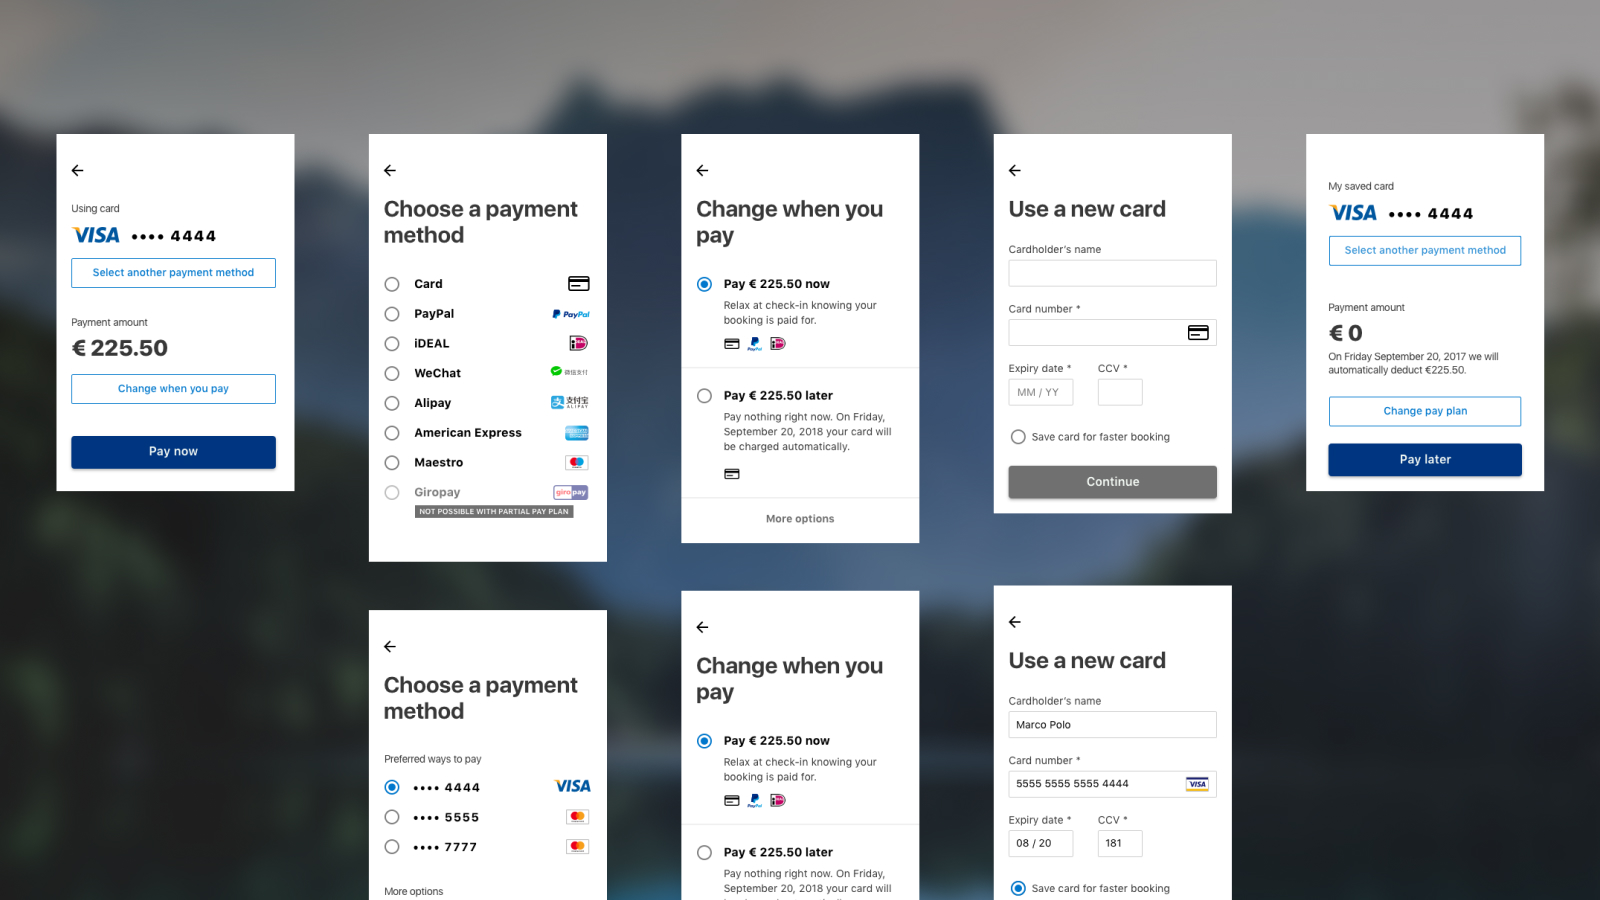 Using card
VISA •••• 4444
Select another payment method
Payment amount
€ 225.50
Change when you pay
Pay now
Choose a payment
method
Card
PayPal PayPal
iDEAL
WeChat 微信支付
Alipay 支付宝
ALIPAY
American Express
Maestro
Giropay giropay
NOT POSSIBLE WITH PARTIAL PAY PLAN
Change when you
pay
Pay € 225.50 now
Relax at check-in knowing your
booking is paid for.
PayPal
Pay € 225.50 later
Pay nothing right now. On Friday,
September 20, 2018 your card will
be charged automatically.
More options
Use a new card
Cardholder's name
Card number *
Expiry date * CCV *
MM / YY
Save card for faster booking
Continue
My saved card
VISA •••• 4444
Select another payment method
Payment amount
€ 0
On Friday September 20, 2017 we will
automatically deduct €225.50.
Change pay plan
Pay later
Choose a payment
method
Preferred ways to pay
•••• 4444 VISA
•••• 5555
•••• 7777
More options
Change when you
pay
Pay € 225.50 now
Relax at check-in knowing your
booking is paid for.
PayPal
Pay € 225.50 later
Pay nothing right now. On Friday,
September 20, 2018 your card will
Use a new card
Cardholder's name
Marco Polo
Card number *
5555 5555 5555 4444 VISA
Expiry date * CCV *
08 / 20 181
Save card for faster booking